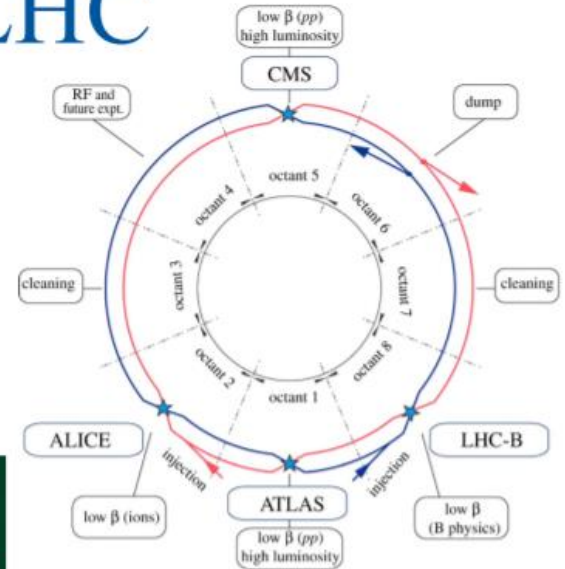 LHC
low β (pp)
high luminosity
CMS
RF and
future expt.
dump
octant 5
octant 4
octant 6
cleaning
octant 3
octant 7
cleaning
octant 2
octant 8
octant 1
ALICE
LHC-B
injection
injection
ATLAS
low β (ions)
low β
(B physics)
low β (pp)
high luminosity